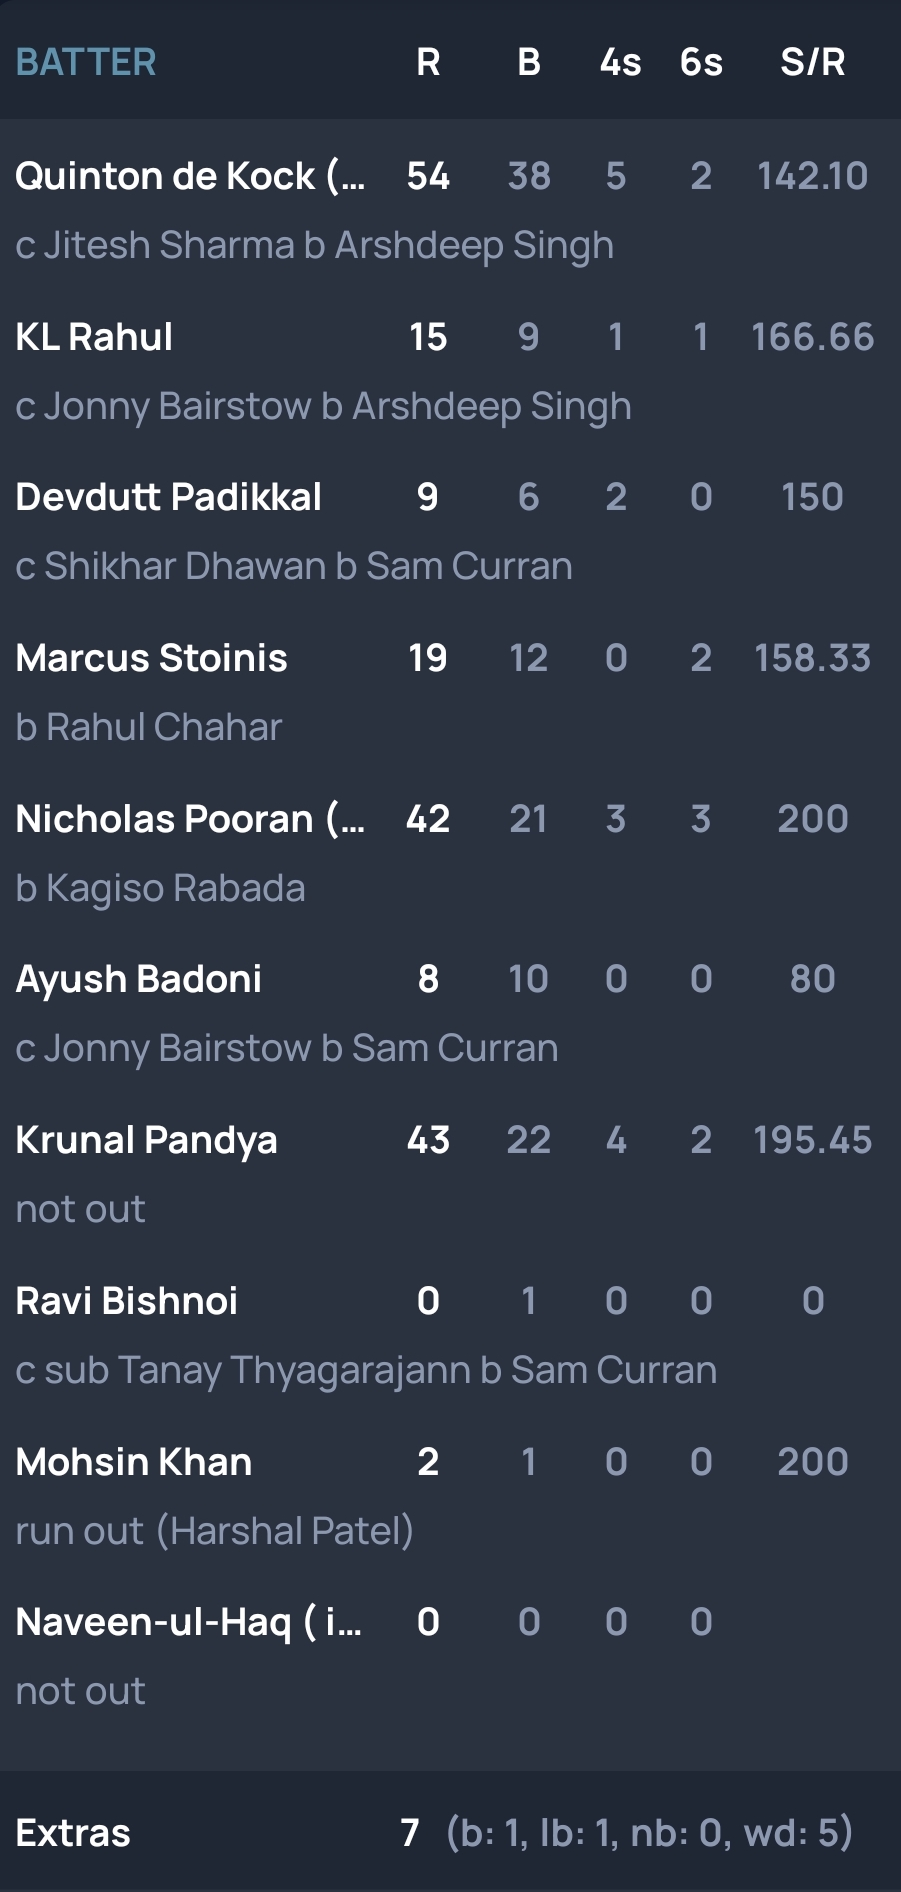 BATTER R B 4s 6s S/R
Quinton de Kock (... 54 38 5 2 142.10
c Jitesh Sharma b Arshdeep Singh
KL Rahul 15 9 1 1 166.66
c Jonny Bairstow b Arshdeep Singh
Devdutt Padikkal 9 6 2 0 150
c Shikhar Dhawan b Sam Curran
Marcus Stoinis 19 12 0 2 158.33
b Rahul Chahar
Nicholas Pooran (... 42 21 3 3 200
b Kagiso Rabada
Ayush Badoni 8 10 0 0 80
c Jonny Bairstow b Sam Curran
Krunal Pandya 43 22 4 2 195.45
not out
Ravi Bishnoi 0 1 0 0 0
c sub Tanay Thyagarajann b Sam Curran
Mohsin Khan 2 1 0 0 200
run out (Harshal Patel)
Naveen-ul-Haq ( i... 0 0 0 0
not out
Extras 7 (b: 1, lb: 1, nb: 0, wd: 5)